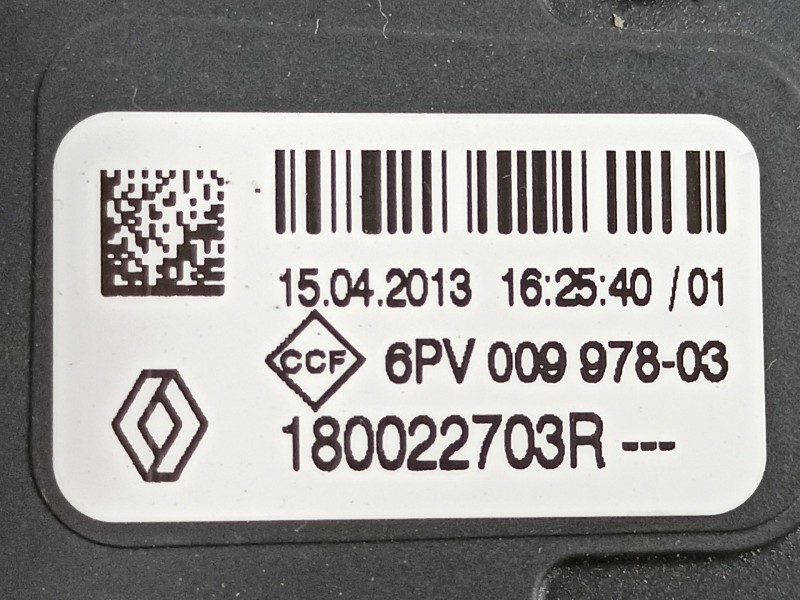 15.04.2013 16:25:40 /01
CCF 6PV 009 978-03
180022703R ---